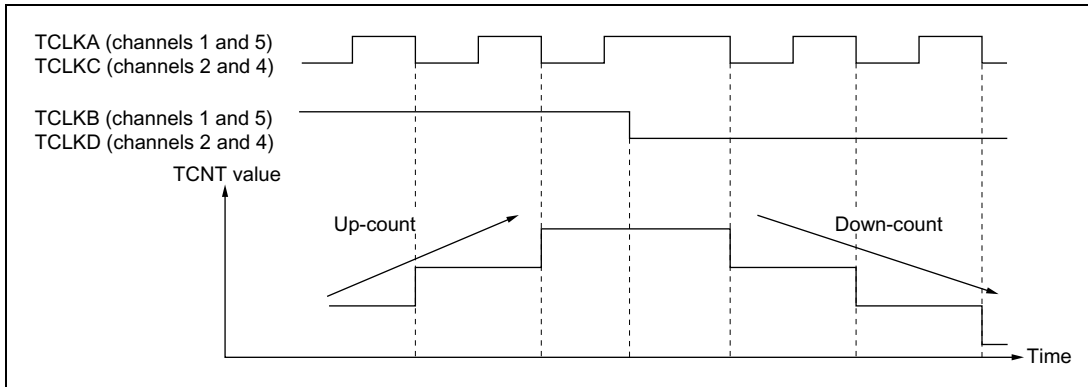 TCLKA (channels 1 and 5)
TCLKC (channels 2 and 4)
TCLKB (channels 1 and 5)
TCLKD (channels 2 and 4)
TCNT value
Up-count
Down-count
Time